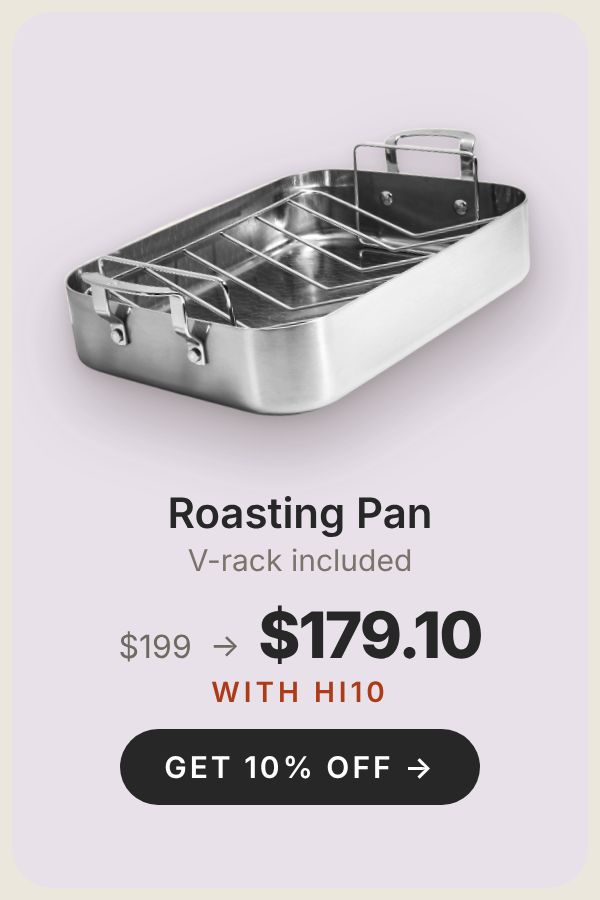 Roasting Pan
V-rack included
$199 → $179.10
WITH HI10
GET 10% OFF →